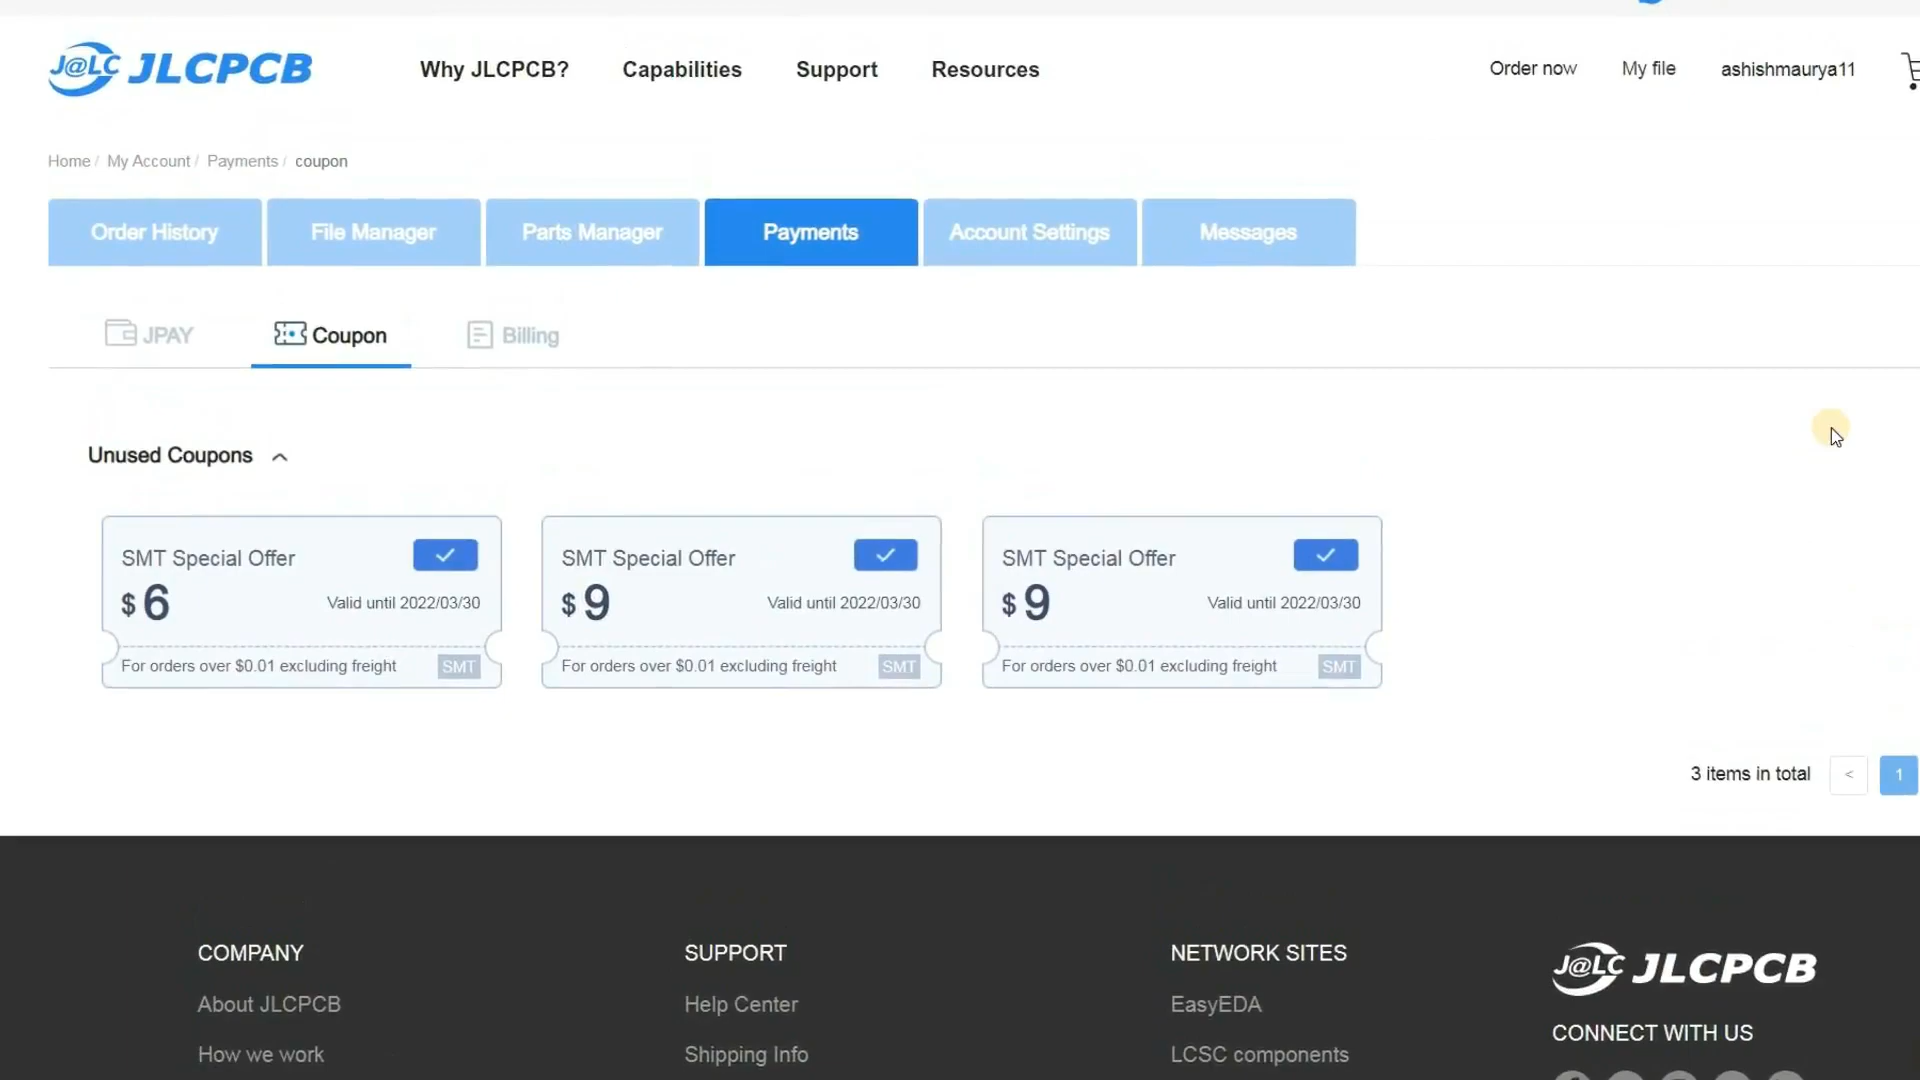 J@LC JLCPCB
Why JLCPCB? Capabilities Support Resources
Order now My file ashishmaurya11
Home / My Account / Payments / coupon
Order History File Manager Parts Manager Payments Account Settings Messages
JPAY Coupon Billing
Unused Coupons
SMT Special Offer
$ 6 Valid until 2022/03/30
For orders over $0.01 excluding freight SMT
SMT Special Offer
$ 9 Valid until 2022/03/30
For orders over $0.01 excluding freight SMT
SMT Special Offer
$ 9 Valid until 2022/03/30
For orders over $0.01 excluding freight SMT
3 items in total < 1
COMPANY
About JLCPCB
How we work
SUPPORT
Help Center
Shipping Info
NETWORK SITES
EasyEDA
LCSC components
J@LC JLCPCB
CONNECT WITH US